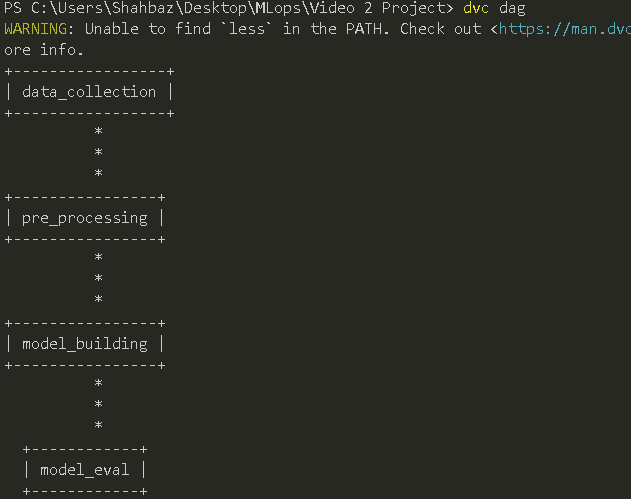 PS C:\Users\Shahbaz\Desktop\MLops\Video 2 Project> dvc dag
WARNING: Unable to find `less` in the PATH. Check out <https://man.dvc
ore info.
+-----------------+
| data_collection |
+-----------------+
*
*
*
+----------------+
| pre_processing |
+----------------+
*
*
*
+----------------+
| model_building |
+----------------+
*
*
*
+------------+
| model_eval |
+------------+